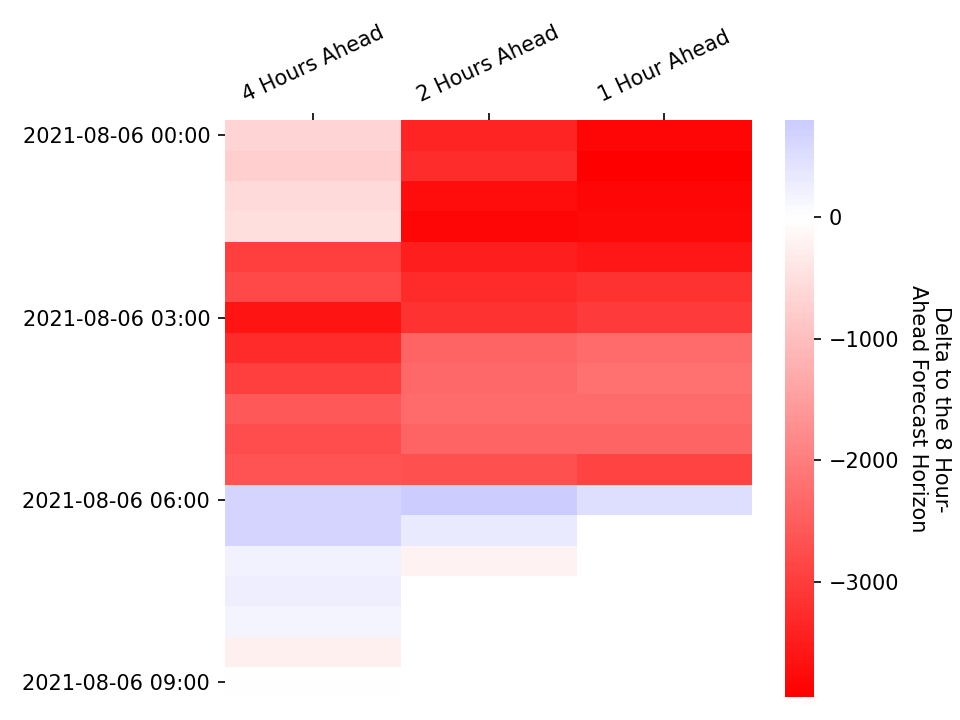 4 Hours Ahead
2 Hours Ahead
1 Hour Ahead
2021-08-06 00:00
2021-08-06 03:00
2021-08-06 06:00
2021-08-06 09:00
0
−1000
−2000
−3000
Delta to the 8 Hour-
Ahead Forecast Horizon